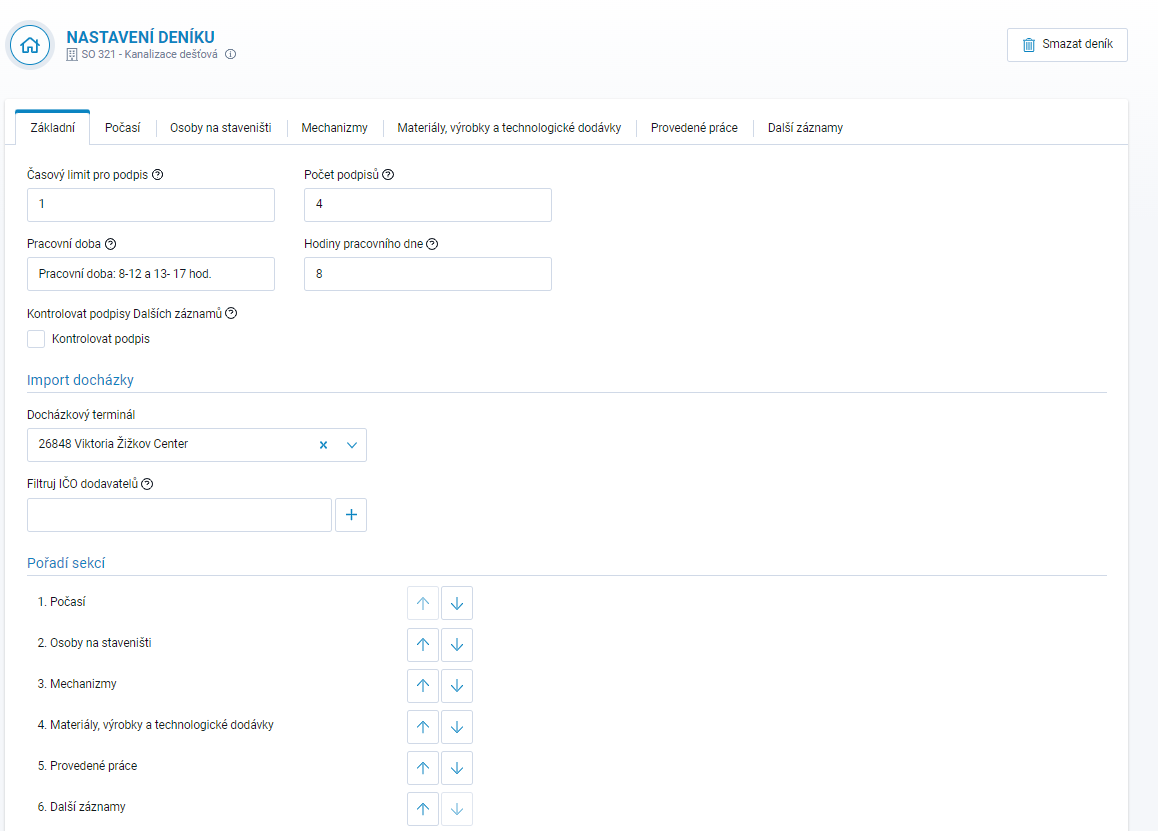 NASTAVENÍ DENÍKU
SO 321 - Kanalizace dešťová
Smazat deník
Základní Počasí Osoby na staveništi Mechanizmy Materiály, výrobky a technologické dodávky Provedené práce Další záznamy
Časový limit pro podpis Počet podpisů
1 4
Pracovní doba Hodiny pracovního dne
Pracovní doba: 8-12 a 13- 17 hod. 8
Kontrolovat podpisy Dalších záznamů
Kontrolovat podpis
Import docházky
Docházkový terminál
26848 Viktoria Žižkov Center
Filtruj IČO dodavatelů
Pořadí sekcí
1. Počasí
2. Osoby na staveništi
3. Mechanizmy
4. Materiály, výrobky a technologické dodávky
5. Provedené práce
6. Další záznamy